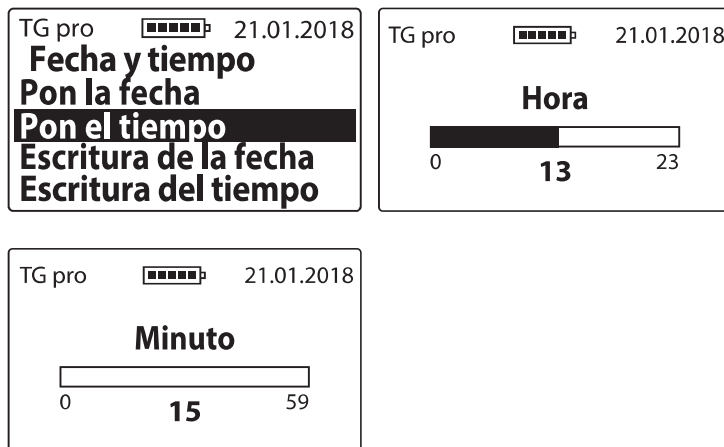 TG pro 21.01.2018
Fecha y tiempo
Pon la fecha
Pon el tiempo
Escritura de la fecha
Escritura del tiempo
TG pro 21.01.2018
Hora
0 13 23
TG pro 21.01.2018
Minuto
0 15 59